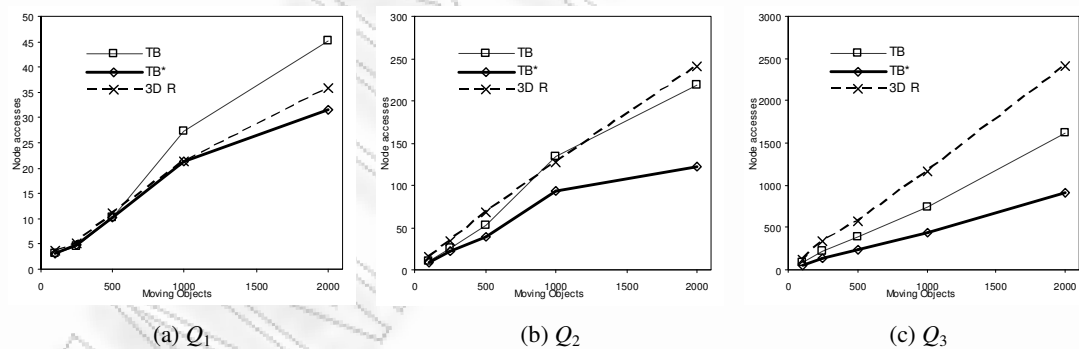 50
45
40
35
30
25
20
15
10
5
0
Node accesses
TB
TB*
3D R
0 500 1000 1500 2000
Moving Objects
(a) Q1
300
250
200
150
100
50
0
Node accesses
TB
TB*
3D R
0 500 1000 1500 2000
Moving Objects
(b) Q2
3000
2500
2000
1500
1000
500
0
Node accesses
TB
TB*
3D R
0 500 1000 1500 2000
Moving Objects
(c) Q3